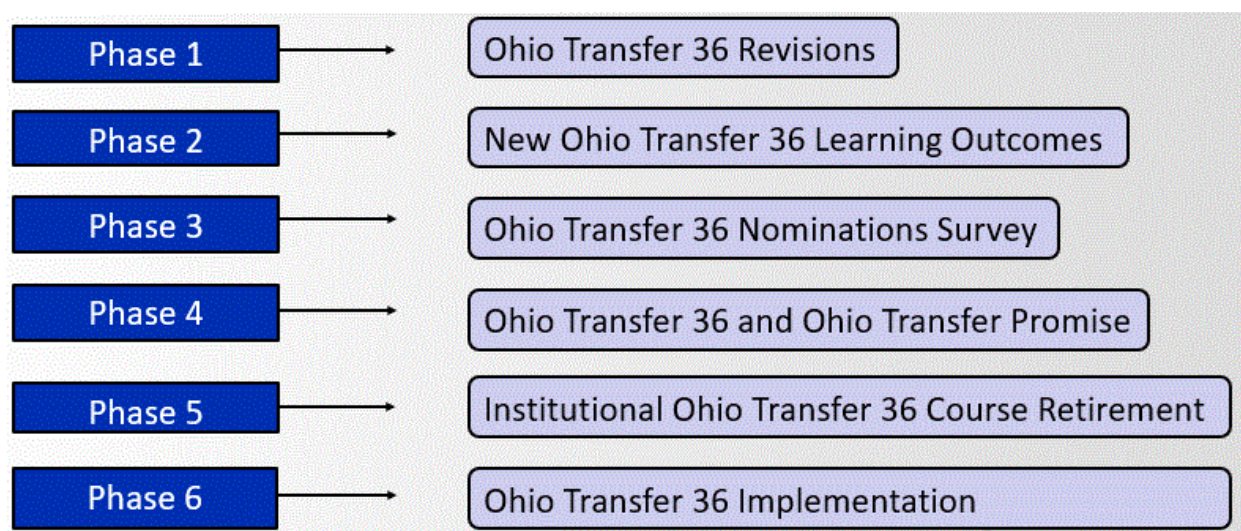 Phase 1
Ohio Transfer 36 Revisions
Phase 2
New Ohio Transfer 36 Learning Outcomes
Phase 3
Ohio Transfer 36 Nominations Survey
Phase 4
Ohio Transfer 36 and Ohio Transfer Promise
Phase 5
Institutional Ohio Transfer 36 Course Retirement
Phase 6
Ohio Transfer 36 Implementation